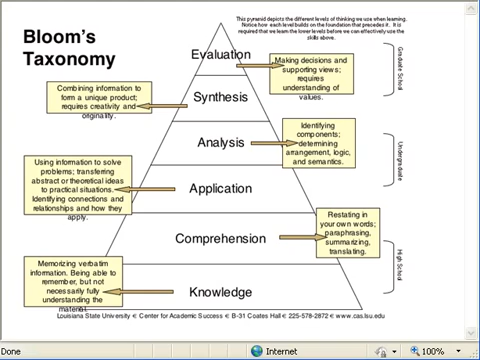 Bloom's
Taxonomy
This pyramid depicts the different levels of thinking we use when learning.
Notice how each level builds on the foundation that precedes it. It is
required that we learn the lower levels before we can effectively use the
skills above.
Evaluation
Making decisions and
supporting views;
requires
understanding of
values.
Graduate School
Combining information to
form a unique product;
requires creativity and
originality.
Synthesis
Analysis
Identifying
components;
determining
arrangement, logic,
and semantics.
Undergraduate
Using information to solve
problems; transferring
abstract or theoretical ideas
to practical situations.
Identifying connections and
relationships and how they
apply.
Application
Comprehension
Restating in
your own words;
paraphrasing,
summarizing,
translating.
High School
Memorizing verbatim
information. Being able to
remember, but not
necessarily fully
understanding the
material.
Knowledge
Louisiana State University ∈ Center for Academic Success ∈ B-31 Coates Hall ∈ 225-578-2872 ∈ www.cas.lsu.edu
Done
Internet
100%